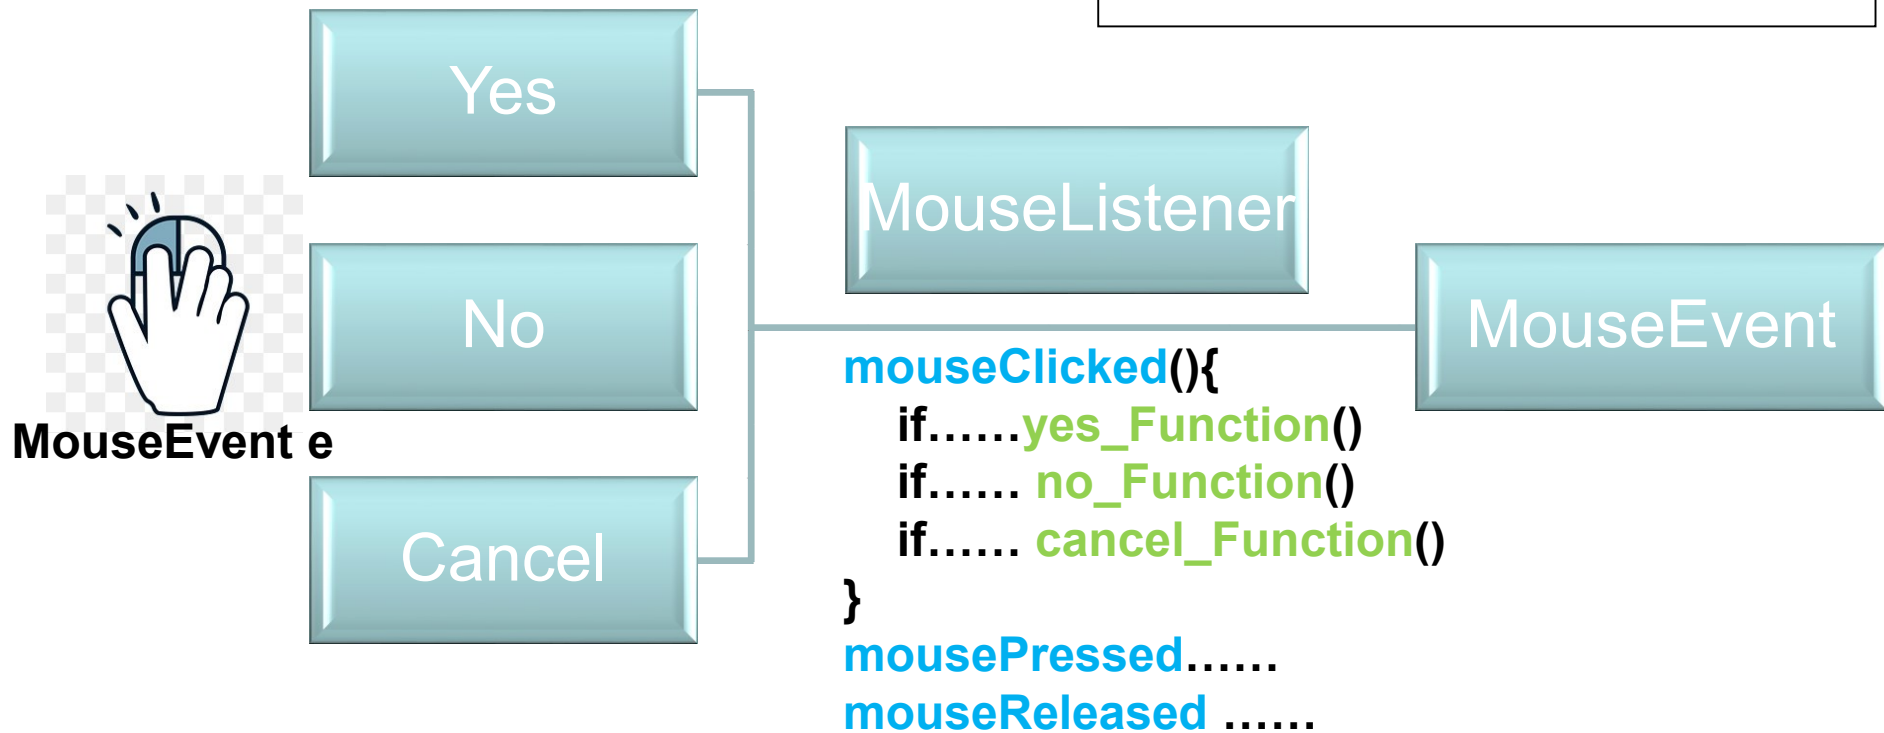 Yes
No
Cancel
MouseEvent e
MouseListener
MouseEvent
mouseClicked(){
if……yes_Function()
if…… no_Function()
if…… cancel_Function()
}
mousePressed……
mouseReleased ……